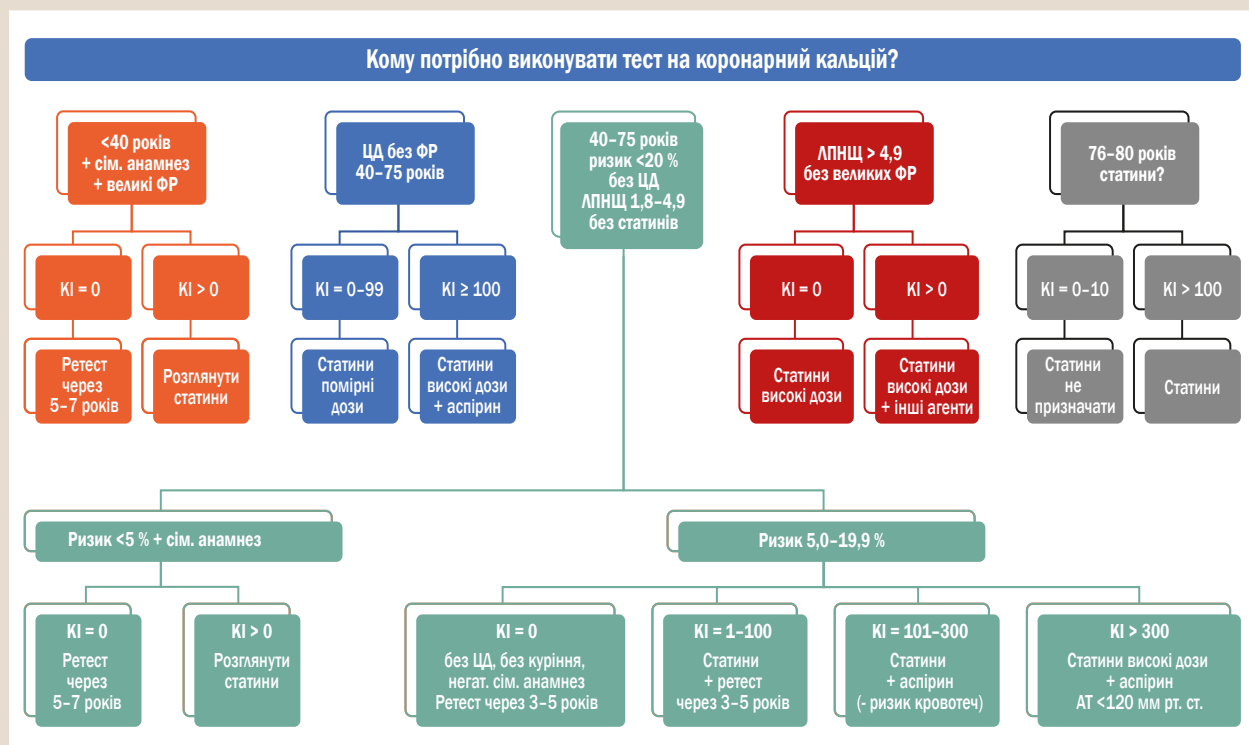 Кому потрібно виконувати тест на коронарний кальцій?
<40 років
+ сім. анамнез
+ великі ФР
ЦД без ФР
40–75 років
40–75 років
ризик <20 %
без ЦД
ЛПНЩ 1,8–4,9
без статинів
ЛПНЩ > 4,9
без великих ФР
76–80 років
статини?
КІ = 0
КІ > 0
КІ = 0–99
КІ ≥ 100
КІ = 0
КІ > 0
КІ = 0–10
КІ > 100
Ретест
через
5–7 років
Розглянути
статини
Статини
помірні
дози
Статини
високі дози
+ аспірин
Статини
високі дози
Статини
високі дози
+ інші агенти
Статини
не
призначати
Статини
Ризик <5 % + сім. анамнез
Ризик 5,0–19,9 %
КІ = 0
Ретест
через
5–7 років
КІ > 0
Розглянути
статини
КІ = 0
без ЦД, без куріння,
негат. сім. анамнез
Ретест через 3–5 років
КІ = 1–100
Статини
+ ретест
через 3–5 років
КІ = 101–300
Статини
+ аспірин
(- ризик кровотеч)
КІ > 300
Статини високі дози
+ аспірин
АТ <120 мм рт. ст.